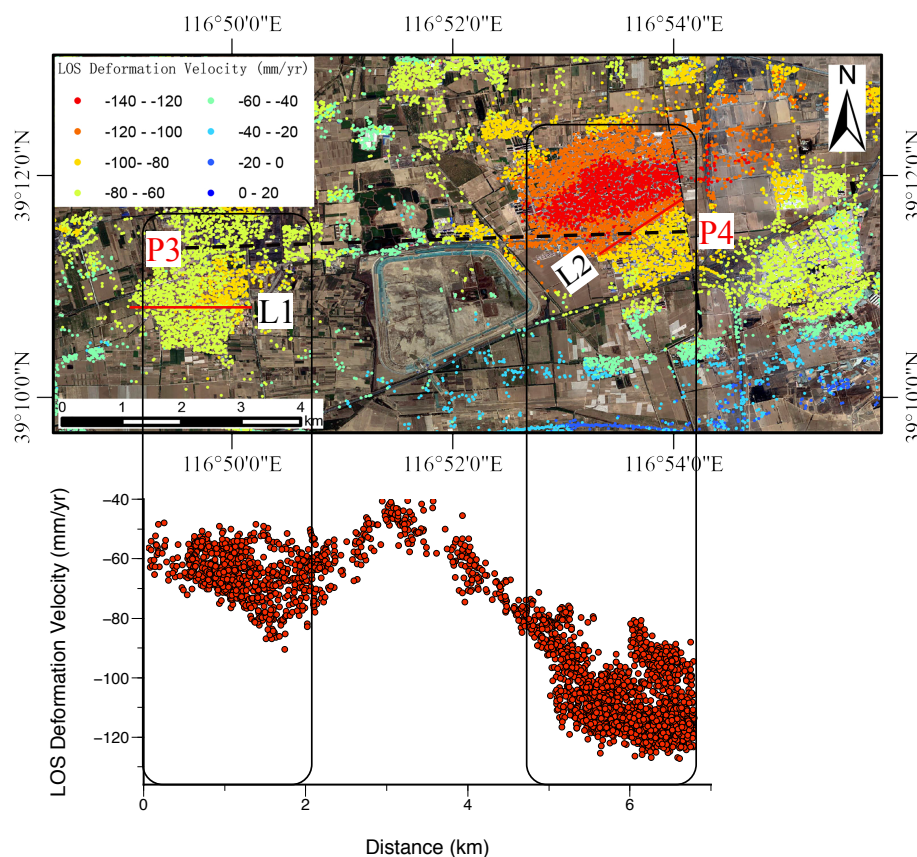 116°50'0"E 116°52'0"E 116°54'0"E
LOS Deformation Velocity (mm/yr)
-140 - -120 -60 - -40
-120 - -100 -40 - -20
-100 - -80 -20 - 0
-80 - -60 0 - 20
N
39°12'0"N
39°12'0"N
P3
P4
L2
L1
39°10'0"N
39°10'0"N
0 1 2 3 4
km
116°50'0"E 116°52'0"E 116°54'0"E
LOS Deformation Velocity (mm/yr)
−40
−60
−80
−100
−120
0 2 4 6
Distance (km)